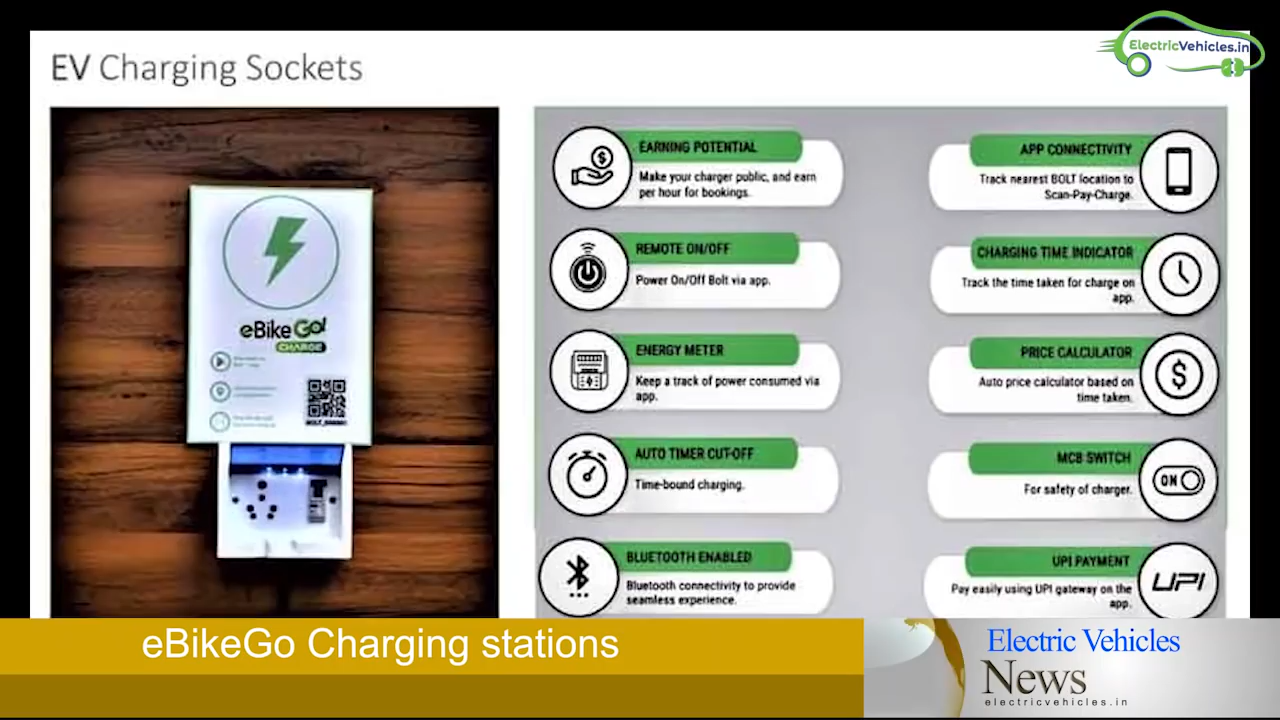 ElectricVehicles.in
EV Charging Sockets
eBikeGo!
CHARGE
EARNING POTENTIAL
Make your charger public, and earn
per hour for bookings.
REMOTE ON/OFF
Power On/Off Bolt via app.
ENERGY METER
Keep a track of power consumed via
app.
AUTO TIMER CUT-OFF
Time-bound charging.
BLUETOOTH ENABLED
Bluetooth connectivity to provide
seamless experience.
APP CONNECTIVITY
Track nearest BOLT location to
Scan-Pay-Charge.
CHARGING TIME INDICATOR
Track the time taken for charge on
app.
PRICE CALCULATOR
Auto price calculator based on
time taken.
MCB SWITCH
For safety of charger.
ON
UPI PAYMENT
Pay easily using UPI gateway on the
app.
UPI
eBikeGo Charging stations
Electric Vehicles
News
electricvehicles.in